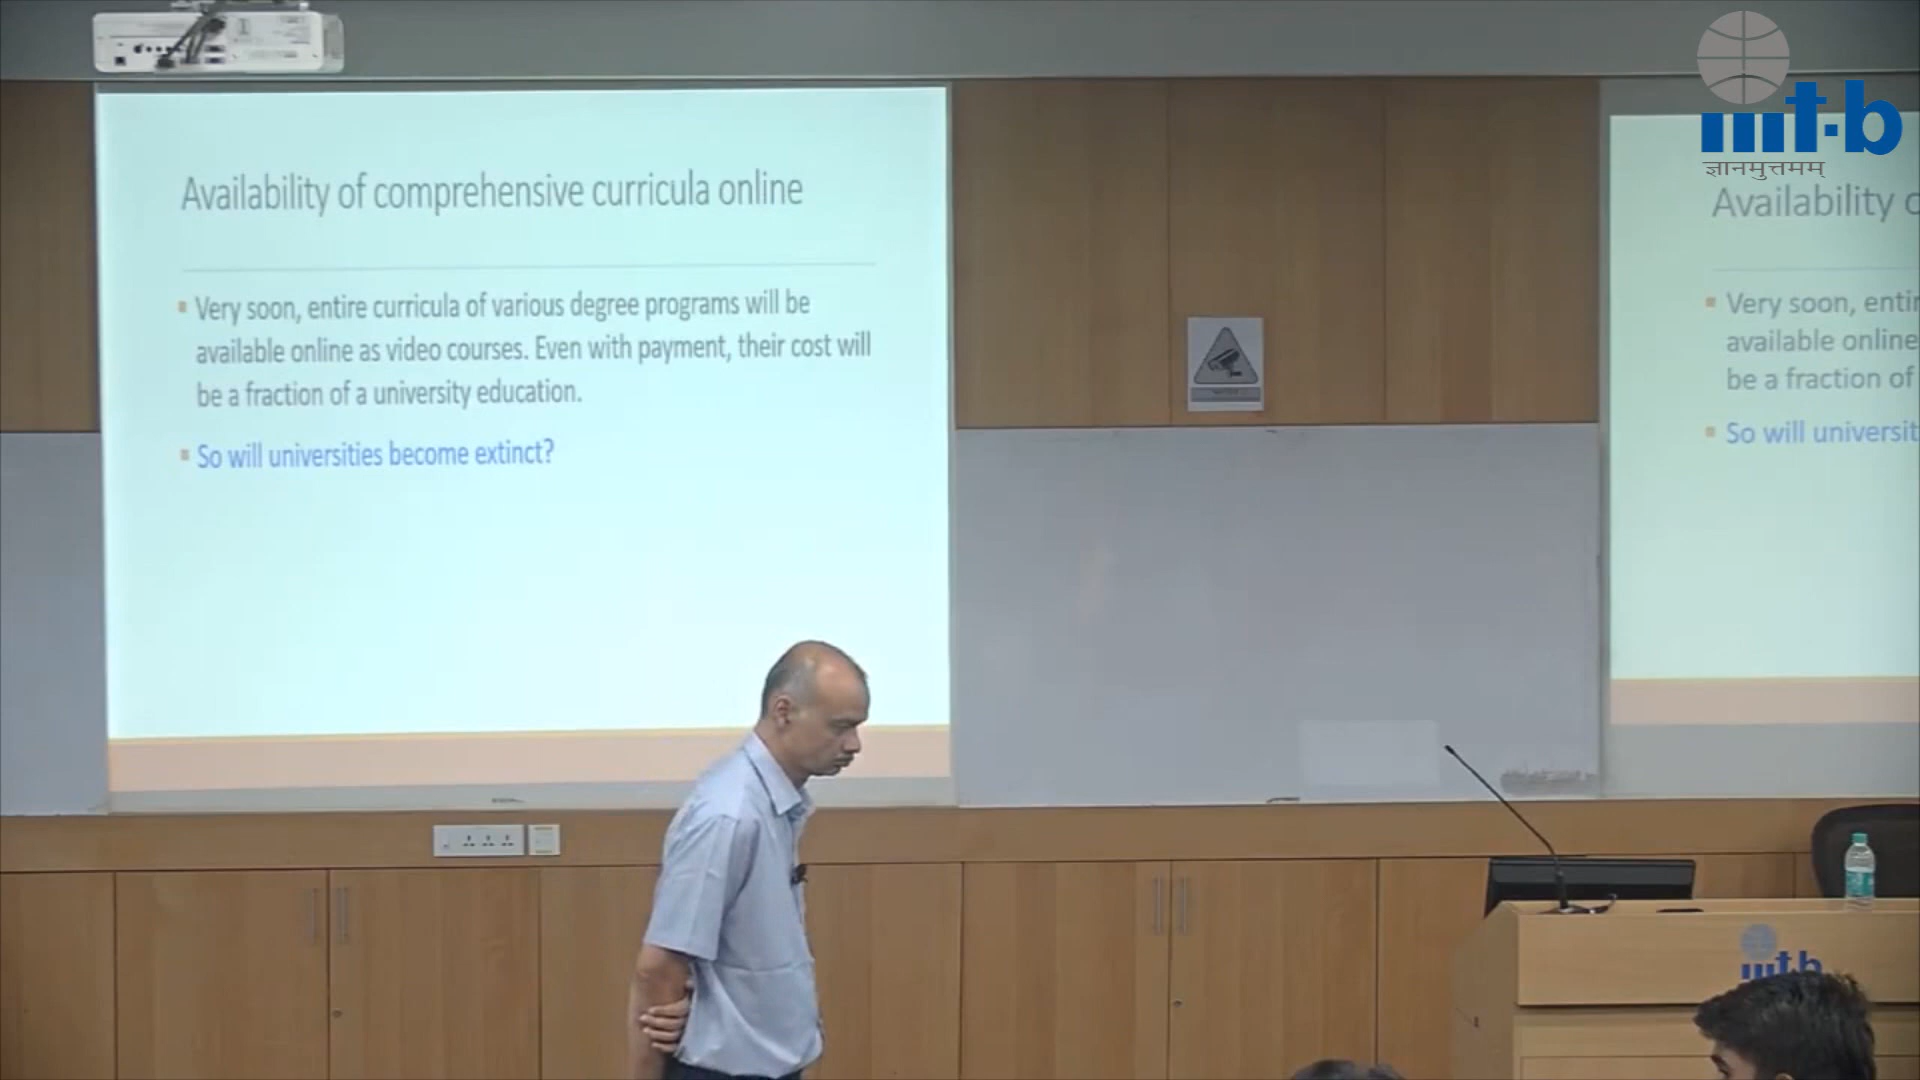 Availability of comprehensive curricula online
Very soon, entire curricula of various degree programs will be
available online as video courses. Even with payment, their cost will
be a fraction of a university education.
So will universities become extinct?
iiit-b
ज्ञानमुत्तमम्
Availability
Very soon,
available online
be a fraction of
So will
iiit-b